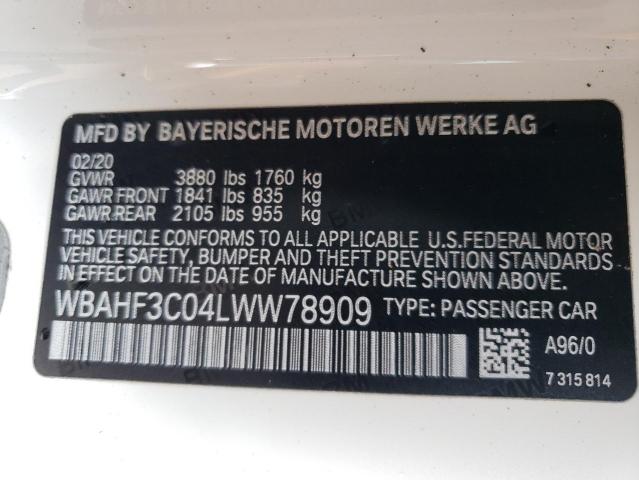 MFD BY BAYERISCHE MOTOREN WERKE AG
02/20
GVWR 3880 lbs 1760 kg
GAWR FRONT 1841 lbs 835 kg
GAWR REAR 2105 lbs 955 kg
THIS VEHICLE CONFORMS TO ALL APPLICABLE U.S.FEDERAL MOTOR
VEHICLE SAFETY, BUMPER AND THEFT PREVENTION STANDARDS
IN EFFECT ON THE DATE OF MANUFACTURE SHOWN ABOVE.
WBAHF3C04LWW78909 TYPE: PASSENGER CAR
A96/0
7 315 814